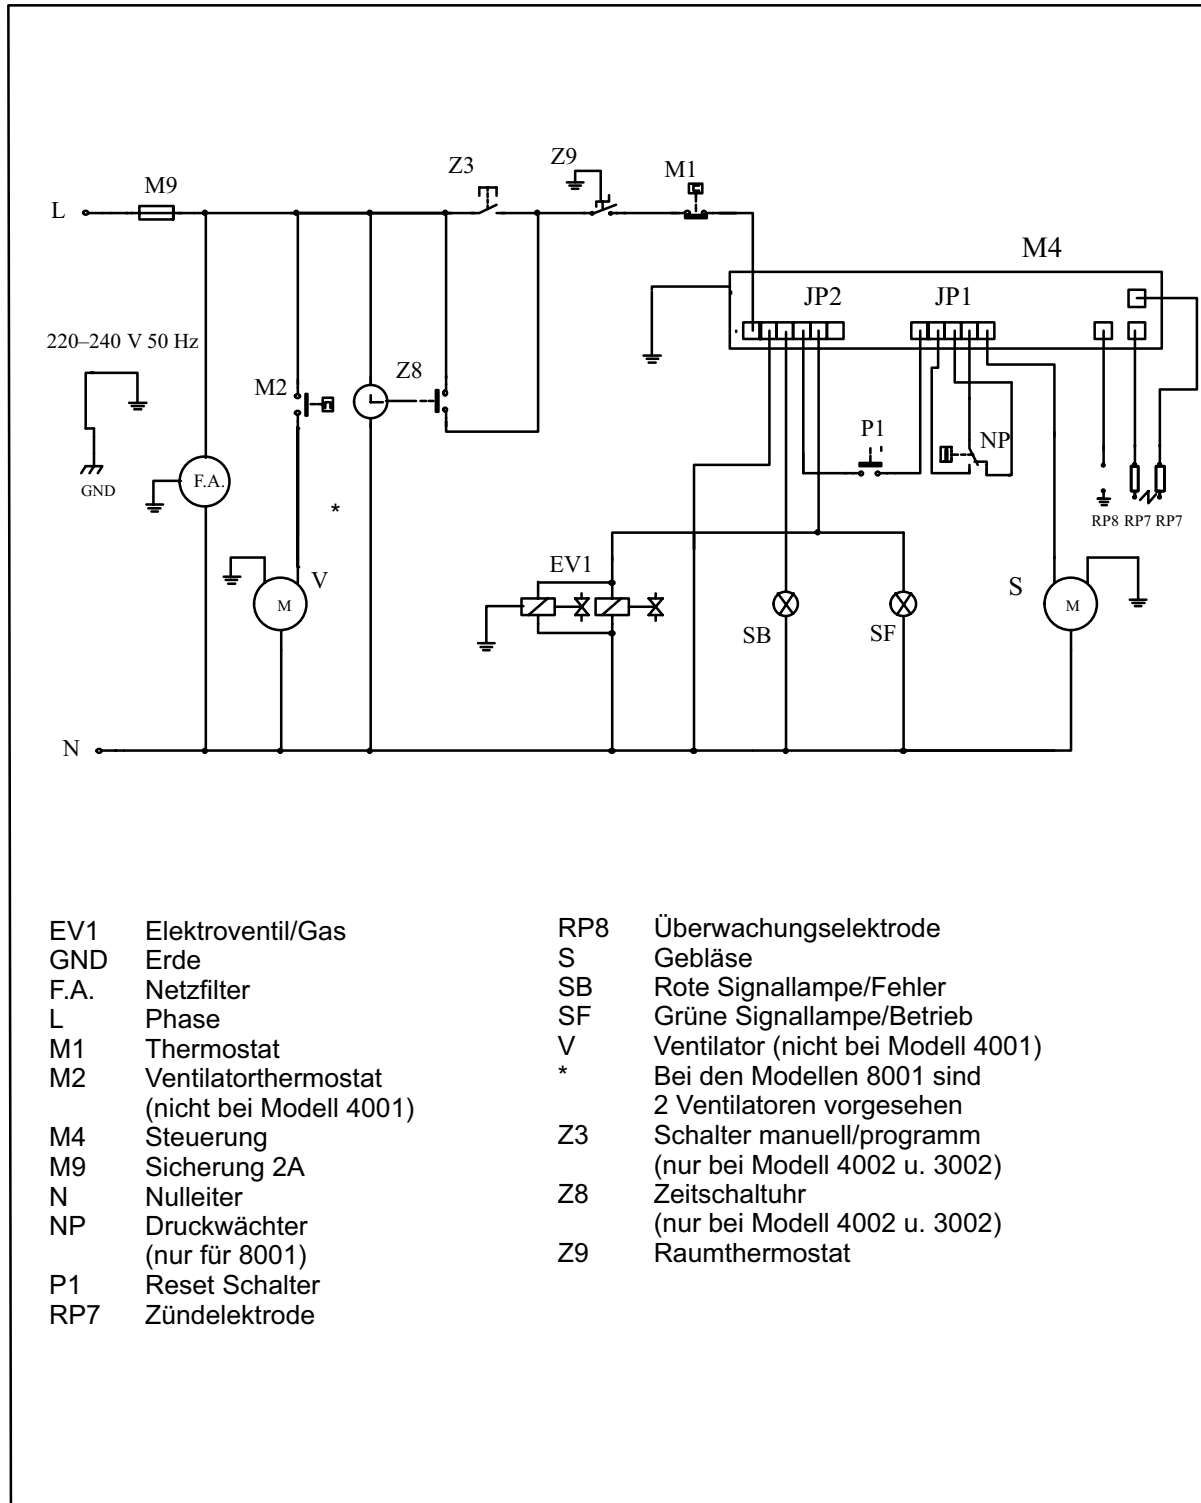 Z3
Z9
M1
M9
L
M4
JP2
JP1
220–240 V 50 Hz
M2
Z8
P1
NP
F.A.
GND
*
RP8 RP7 RP7
V
EV1
M
S
M
SB
SF
N
EV1 Elektroventil/Gas
GND Erde
F.A. Netzfilter
L Phase
M1 Thermostat
M2 Ventilatorthermostat
(nicht bei Modell 4001)
M4 Steuerung
M9 Sicherung 2A
N Nulleiter
NP Druckwächter
(nur für 8001)
P1 Reset Schalter
RP7 Zündelektrode
RP8 Überwachungselektrode
S Gebläse
SB Rote Signallampe/Fehler
SF Grüne Signallampe/Betrieb
V Ventilator (nicht bei Modell 4001)
* Bei den Modellen 8001 sind
2 Ventilatoren vorgesehen
Z3 Schalter manuell/programm
(nur bei Modell 4002 u. 3002)
Z8 Zeitschaltuhr
(nur bei Modell 4002 u. 3002)
Z9 Raumthermostat